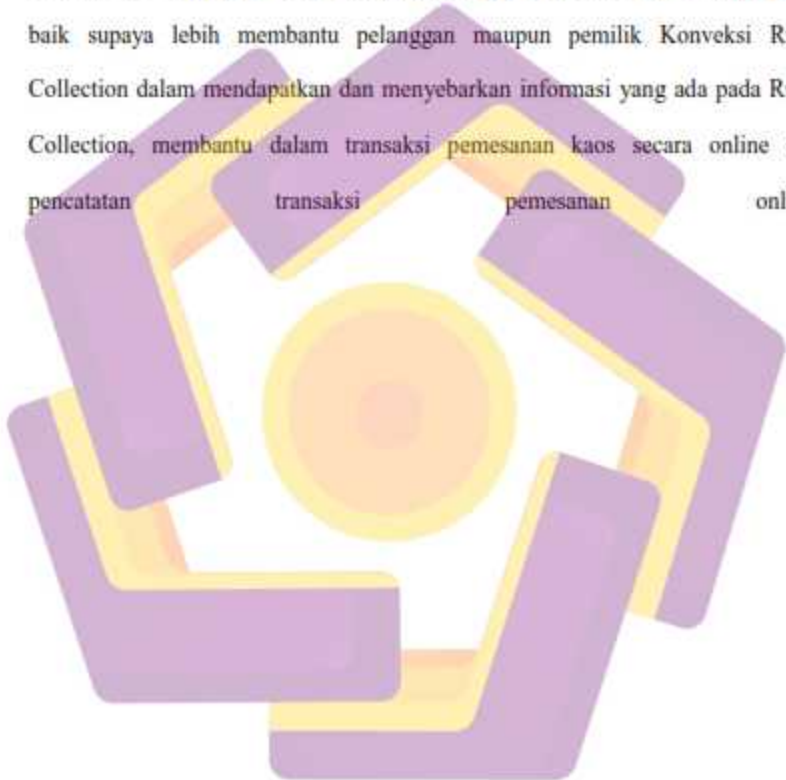 baik supaya lebih membantu pelanggan maupun pemilik Konveksi R
Collection dalam mendapatkan dan menyebarkan informasi yang ada pada R
Collection, membantu dalam transaksi pemesanan kaos secara online
pencatatan transaksi pemesanan onl